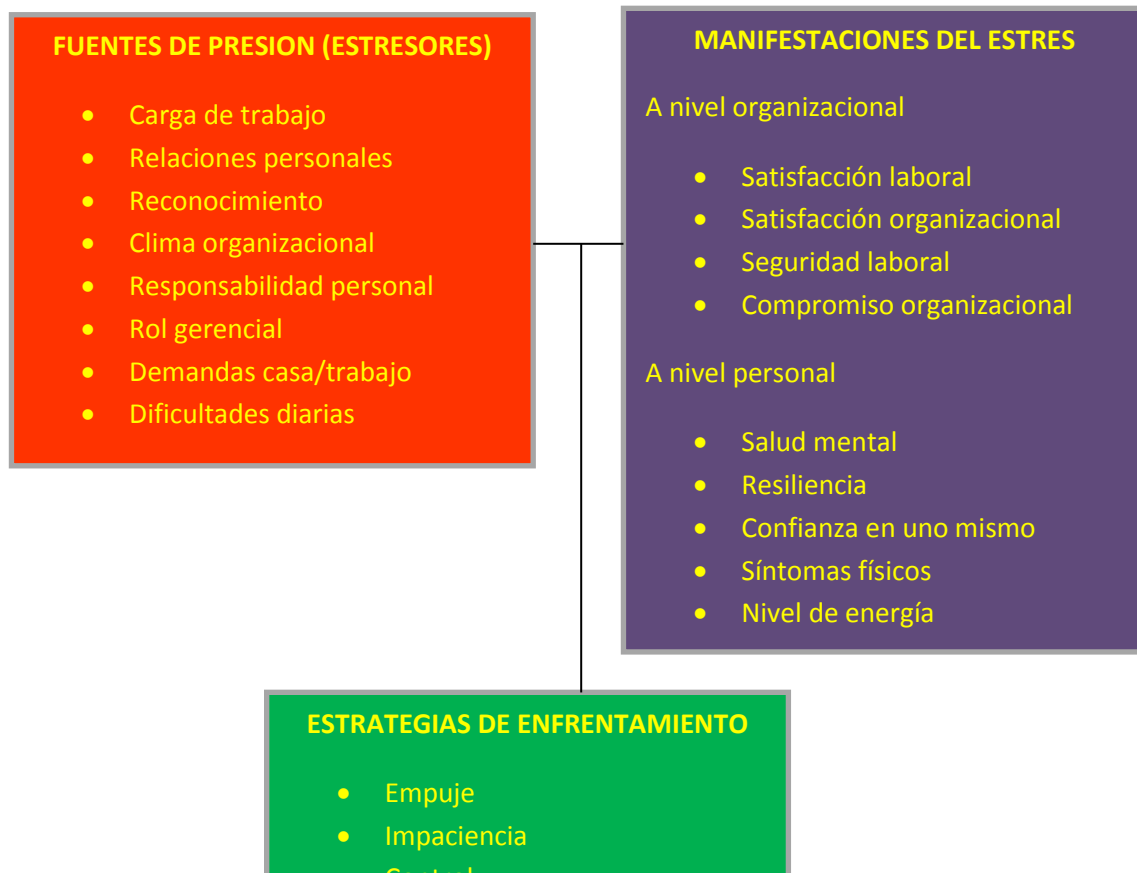 FUENTES DE PRESION (ESTRESORES)
• Carga de trabajo
• Relaciones personales
• Reconocimiento
• Clima organizacional
• Responsabilidad personal
• Rol gerencial
• Demandas casa/trabajo
• Dificultades diarias
MANIFESTACIONES DEL ESTRES
A nivel organizacional
• Satisfacción laboral
• Satisfacción organizacional
• Seguridad laboral
• Compromiso organizacional
A nivel personal
• Salud mental
• Resiliencia
• Confianza en uno mismo
• Síntomas físicos
• Nivel de energía
ESTRATEGIAS DE ENFRENTAMIENTO
• Empuje
• Impaciencia